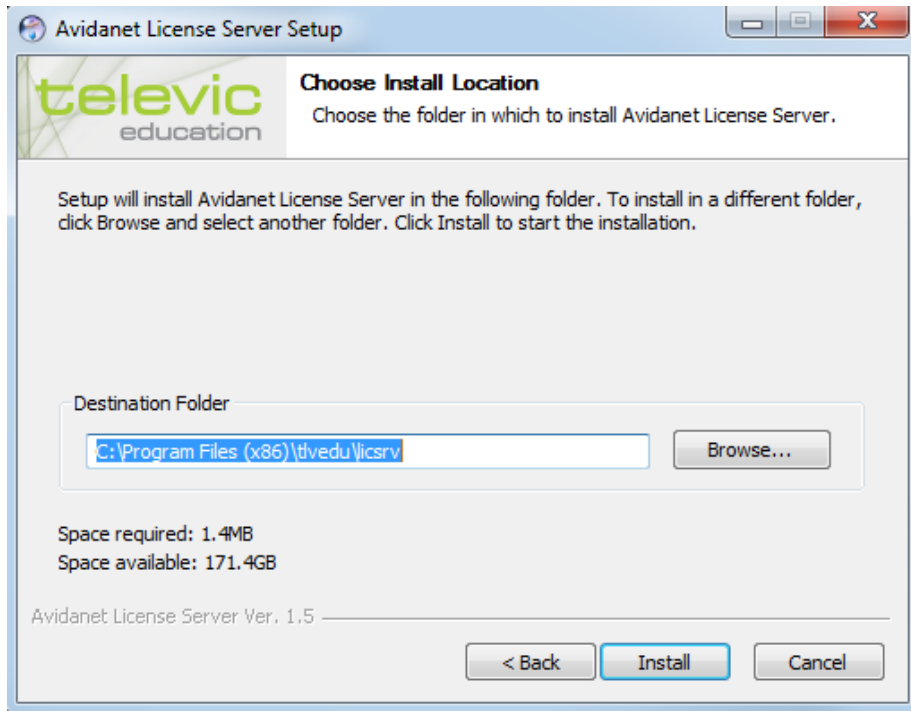 Avidanet License Server Setup
televic
education
Choose Install Location
Choose the folder in which to install Avidanet License Server.
Setup will install Avidanet License Server in the following folder. To install in a different folder,
click Browse and select another folder. Click Install to start the installation.
Destination Folder
C:\Program Files (x86)\tlvedu\licsrv
Browse...
Space required: 1.4MB
Space available: 171.4GB
Avidanet License Server Ver. 1.5
< Back
Install
Cancel